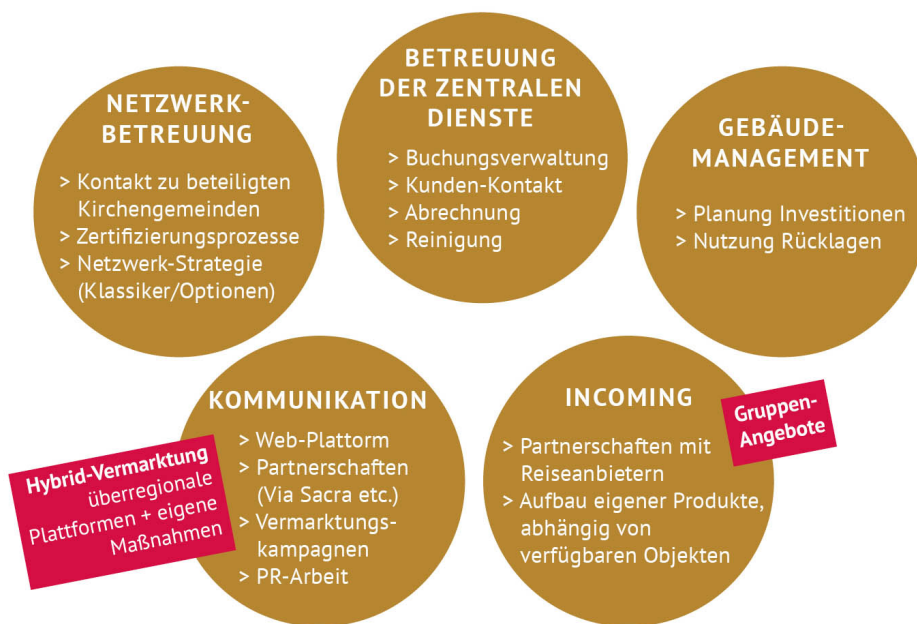 NETZWERK-
BETREUUNG
> Kontakt zu beteiligten
Kirchengemeinden
> Zertifizierungsprozesse
> Netzwerk-Strategie
(Klassiker/Optionen)
BETREUUNG
DER ZENTRALEN
DIENSTE
> Buchungsverwaltung
> Kunden-Kontakt
> Abrechnung
> Reinigung
GEBÄUDE-
MANAGEMENT
> Planung Investitionen
> Nutzung Rücklagen
KOMMUNIKATION
> Web-Plattorm
> Partnerschaften
(Via Sacra etc.)
> Vermarktungs-
kampagnen
> PR-Arbeit
Hybrid-Vermarktung
überregionale
Plattformen + eigene
Maßnahmen
INCOMING
> Partnerschaften mit
Reiseanbietern
> Aufbau eigener Produkte,
abhängig von
verfügbaren Objekten
Gruppen-
Angebote